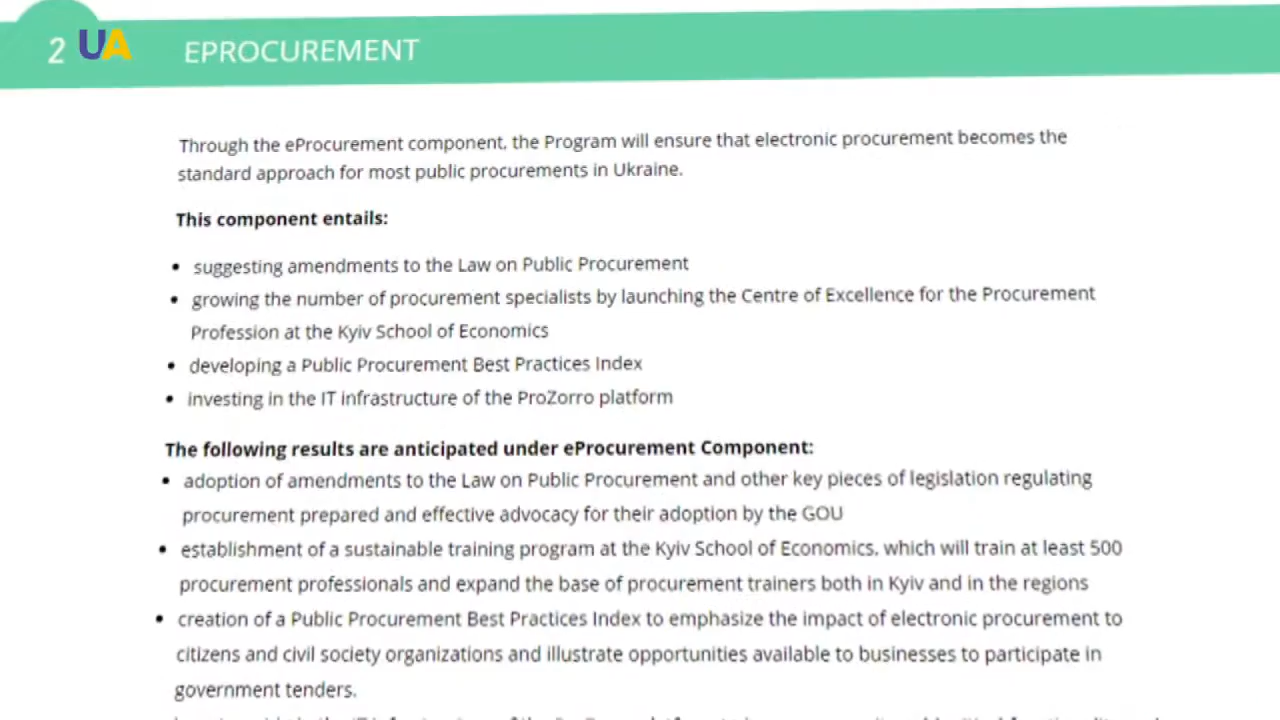 2 UA EPROCUREMENT
Through the eProcurement component, the Program will ensure that electronic procurement becomes the
standard approach for most public procurements in Ukraine.
This component entails:
• suggesting amendments to the Law on Public Procurement
• growing the number of procurement specialists by launching the Centre of Excellence for the Procurement
Profession at the Kyiv School of Economics
• developing a Public Procurement Best Practices Index
• investing in the IT infrastructure of the ProZorro platform
The following results are anticipated under eProcurement Component:
• adoption of amendments to the Law on Public Procurement and other key pieces of legislation regulating
procurement prepared and effective advocacy for their adoption by the GOU
• establishment of a sustainable training program at the Kyiv School of Economics, which will train at least 500
procurement professionals and expand the base of procurement trainers both in Kyiv and in the regions
• creation of a Public Procurement Best Practices Index to emphasize the impact of electronic procurement to
citizens and civil society organizations and illustrate opportunities available to businesses to participate in
government tenders.